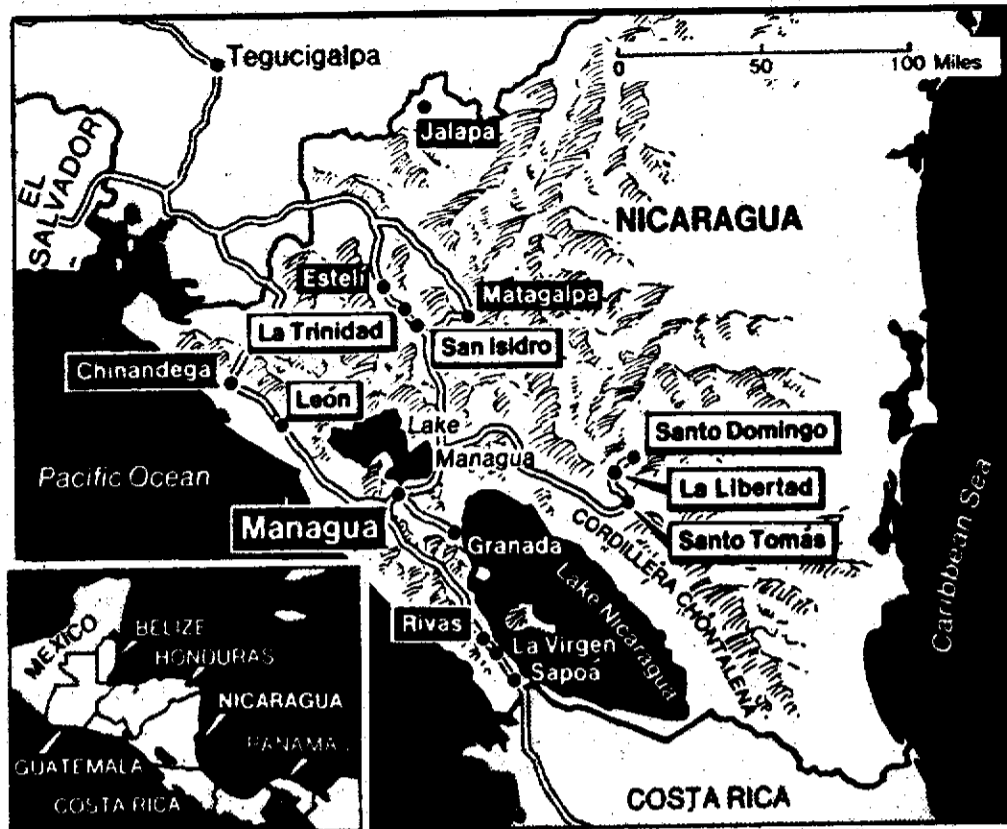 Tegucigalpa
0 50 100 Miles
Jalapa
EL
SALVADOR
NICARAGUA
Estelí
Matagalpa
La Trinidad
San Isidro
Chinandega
León
Lake
Managua
Santo Domingo
La Libertad
Santo Tomás
Pacific Ocean
Managua
Granada
CORDILLERA CHONTALEÑA
Lake Nicaragua
Caribbean Sea
Rivas
La Virgen
Sapoá
COSTA RICA
MEXICO
BELIZE
HONDURAS
NICARAGUA
PANAMA
GUATEMALA
COSTA RICA